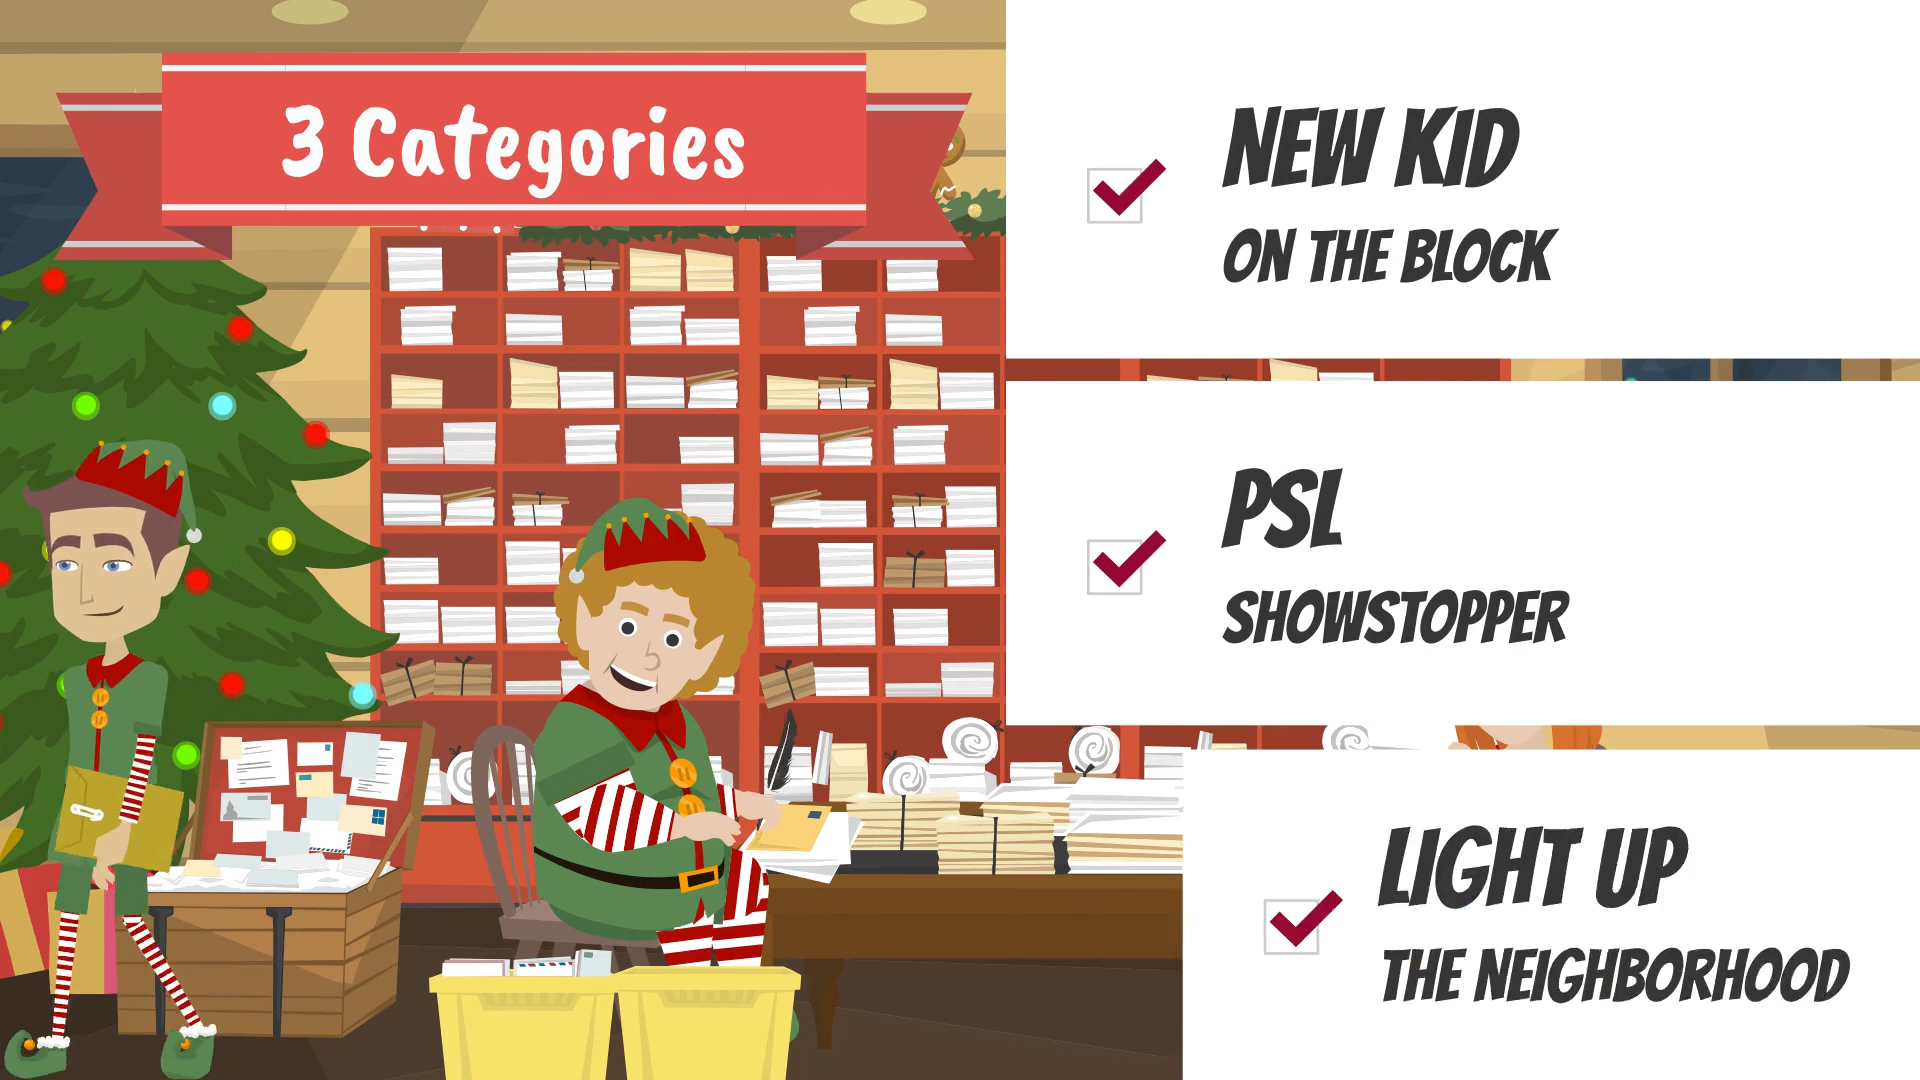 3 Categories
NEW KID
ON THE BLOCK
PSL
SHOWSTOPPER
LIGHT UP
THE NEIGHBORHOOD